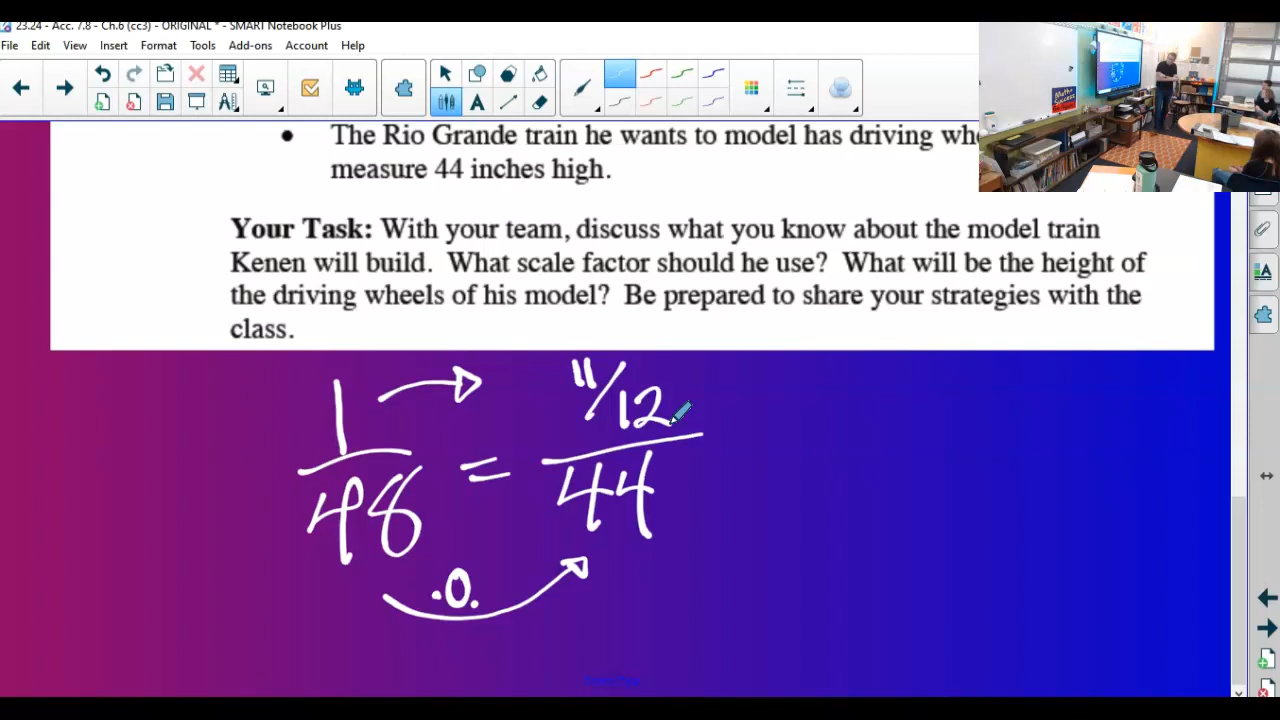 23.24 - Acc. 7.8 - Ch.6 (cc3) - ORIGINAL * - SMART Notebook Plus
File Edit View Insert Format Tools Add-ons Account Help
• The Rio Grande train he wants to model has driving whe
measure 44 inches high.
Your Task: With your team, discuss what you know about the model train
Kenen will build. What scale factor should he use? What will be the height of
the driving wheels of his model? Be prepared to share your strategies with the
class.
1 11/12
=
48 44
·0.
Math = Success